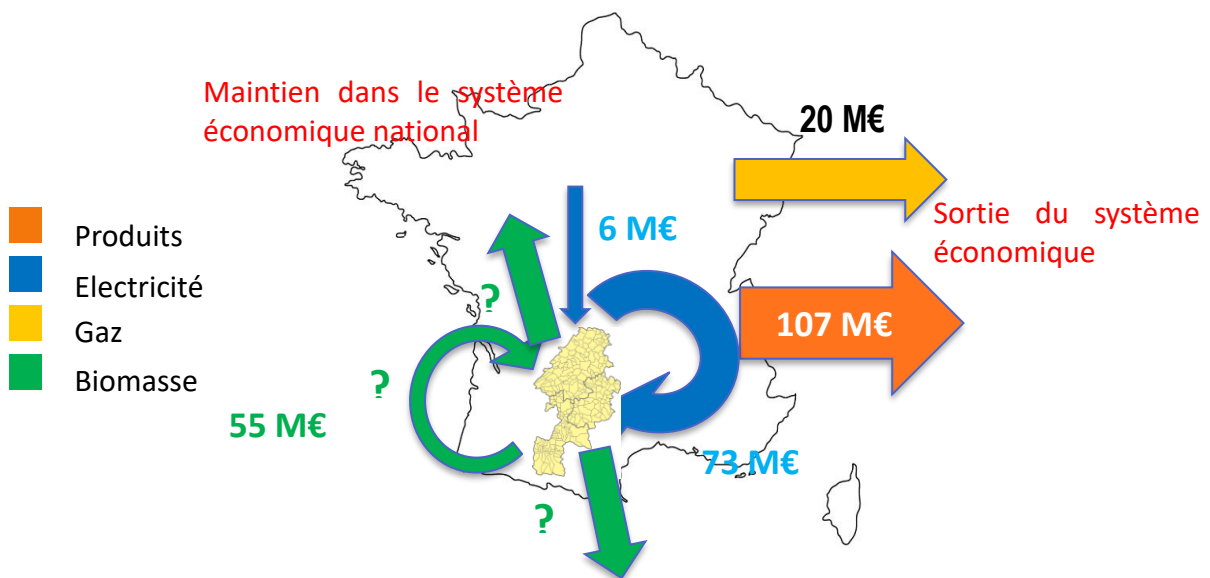 Maintien dans le système
économique national
20 M€
Sortie du système
économique
6 M€
Produits
Electricité
Gaz
Biomasse
?
107 M€
?
55 M€
73 M€
?